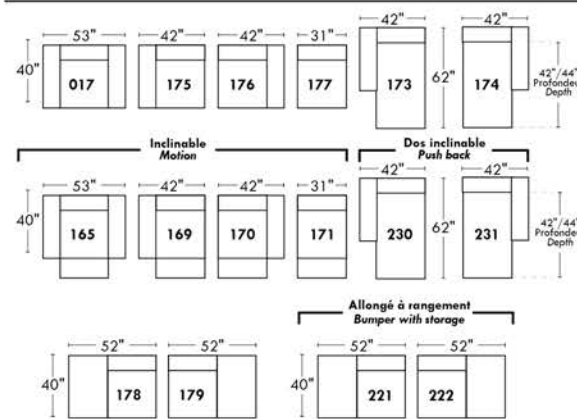 53" 42" 42" 31" 42" 42"
40" 017 175 176 177 173 62" 174 42"/44"
Profondeur
Depth
Inclinable
Motion
Dos inclinable
Push back
53" 42" 42" 31" 42" 42"
40" 165 169 170 171 230 62" 231 42"/44"
Profondeur
Depth
Allongé à rangement
Bumper with storage
52" 52" 52" 52"
40" 178 179 40" 221 222